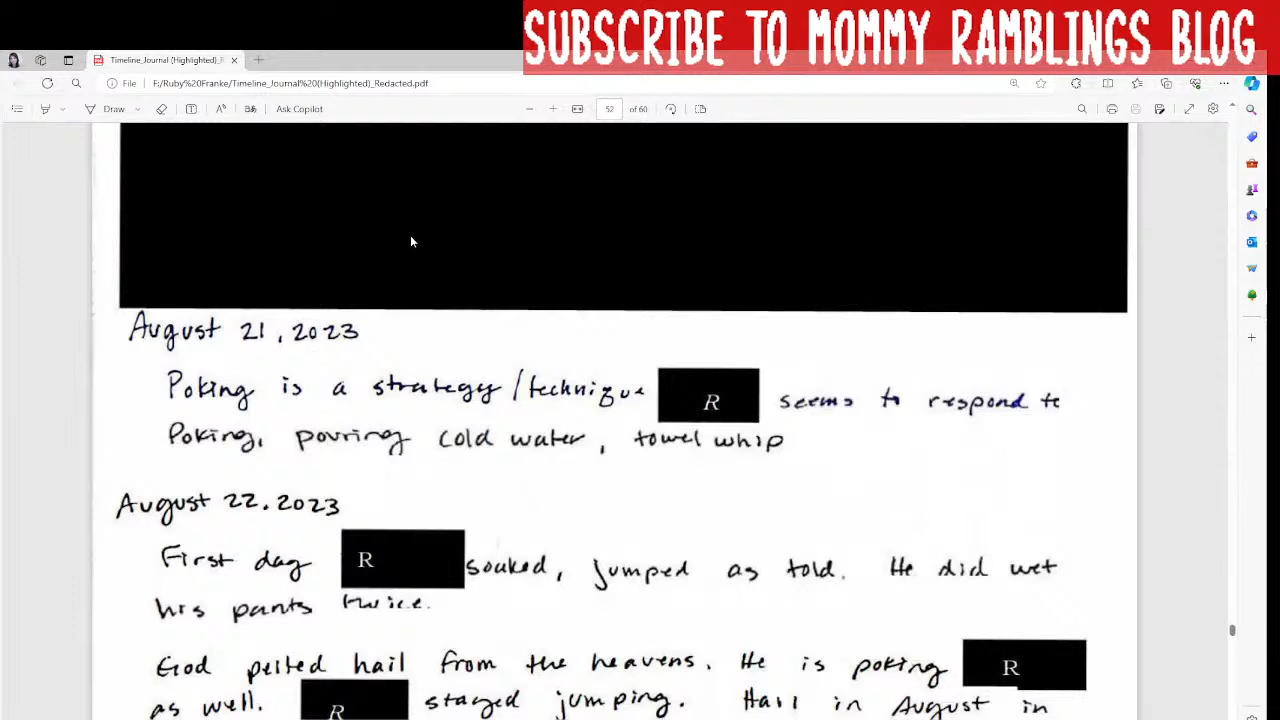 SUBSCRIBE TO MOMMY RAMBLINGS BLOG
Timeline_Journal (Highlighted)_R
File F:/Ruby%20Franke/Timeline_Journal%20(Highlighted)_Redacted.pdf
Draw Ask Copilot 52 of 60
August 21, 2023
Poking is a strategy/technique R seems to respond to
Poking, pouring cold water, towel whip
August 22, 2023
First day R soaked, jumped as told. He did wet
his pants twice.
God pelted hail from the heavens. He is poking R
as well. R stayed jumping. Hail in August in